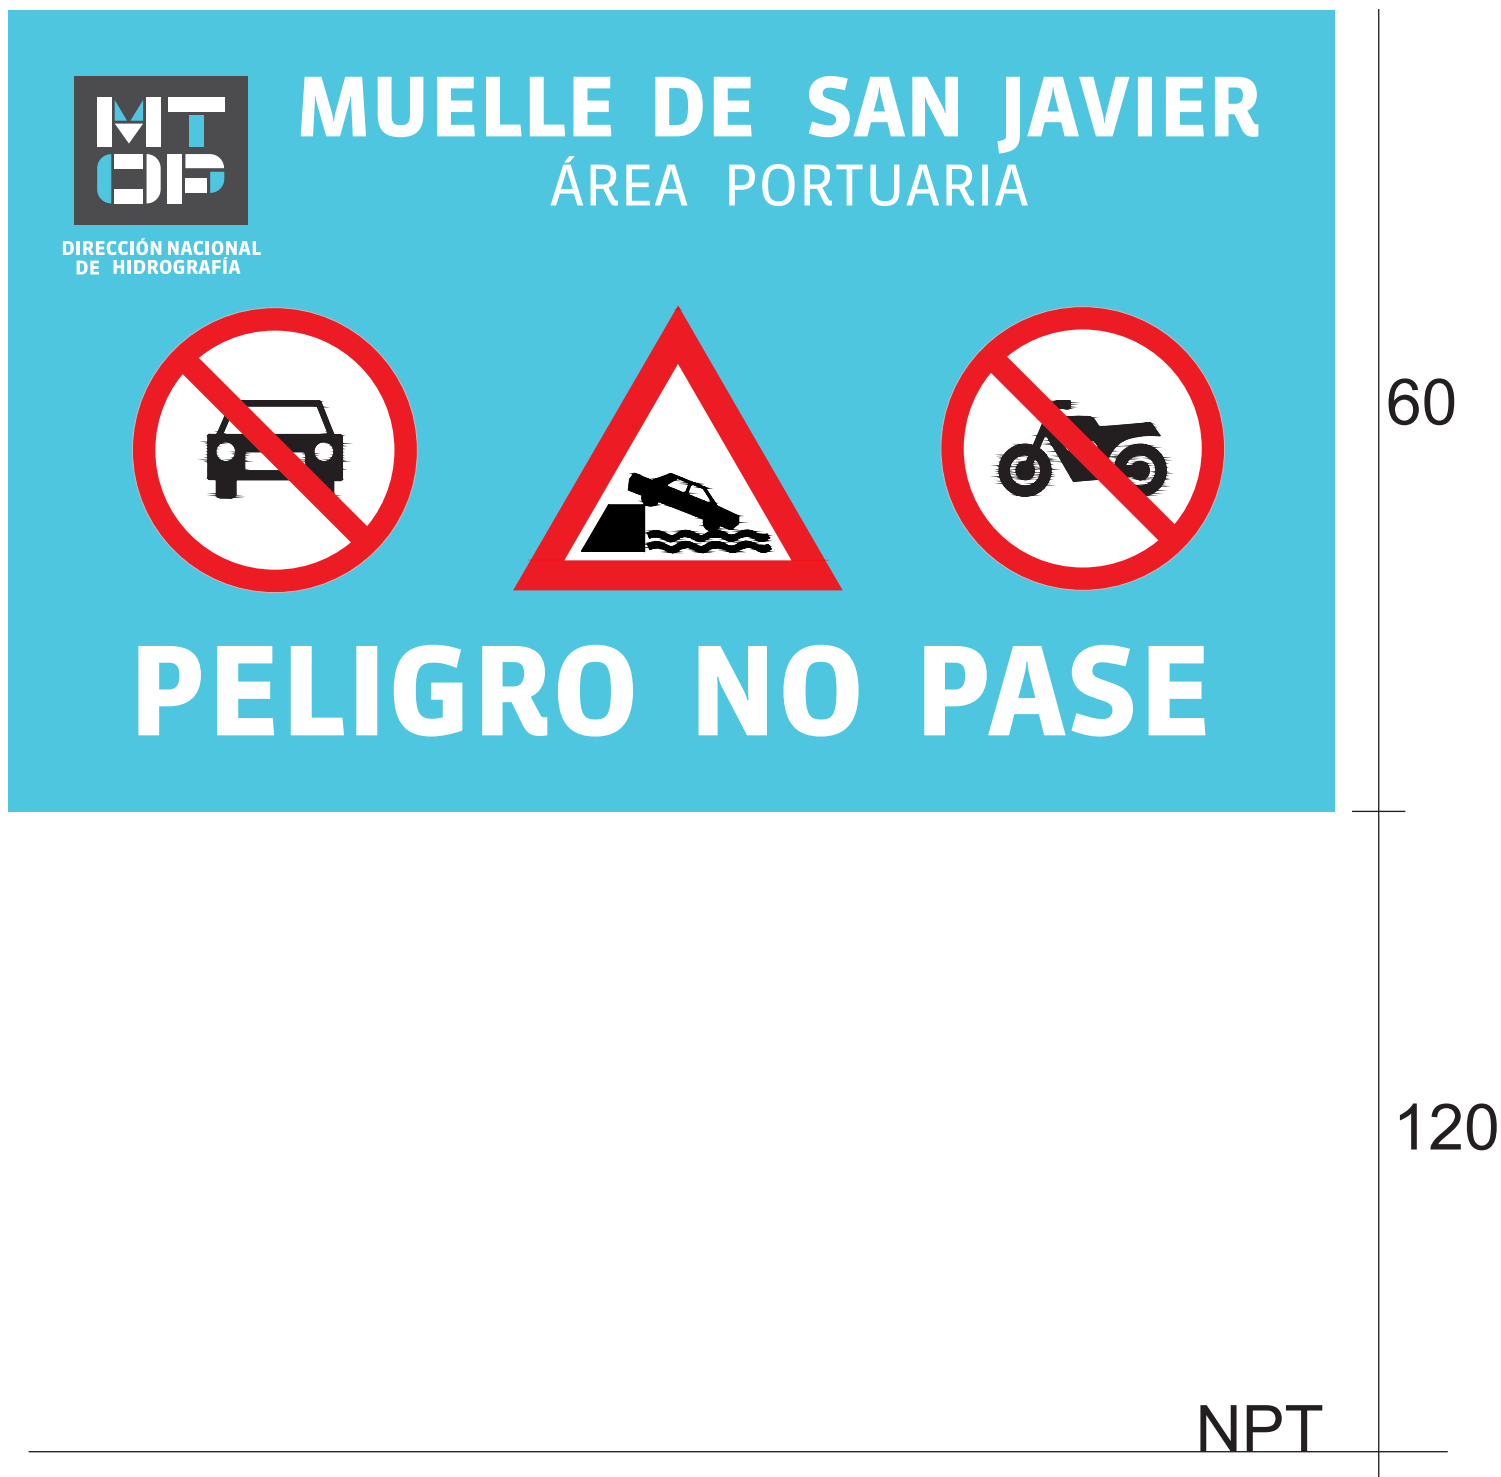 MTOP
MUELLE DE SAN JAVIER
ÁREA PORTUARIA
DIRECCIÓN NACIONAL
DE HIDROGRAFÍA
60
PELIGRO NO PASE
120
NPT